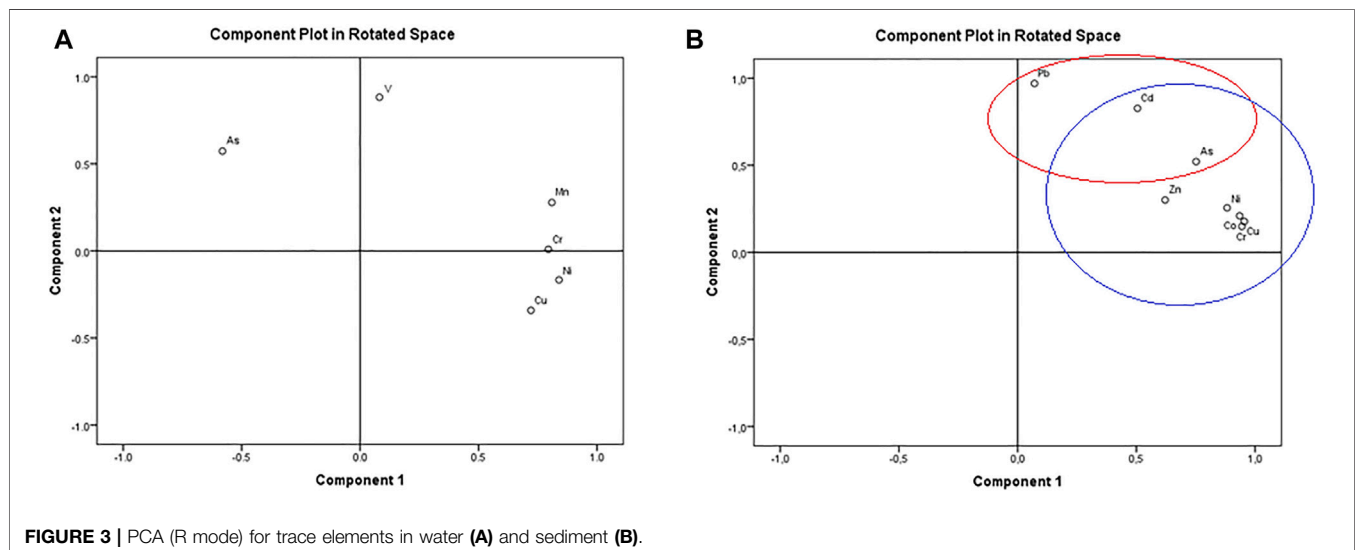 A
Component Plot in Rotated Space
Component 2
1.0
0.5
0.0
-0.5
-1.0
V
As
Mn
Cr
Ni
Cu
-1.0 -0.5 0.0 0.5 1.0
Component 1
B
Component Plot in Rotated Space
Component 2
1,0
0,5
0,0
-0,5
-1,0
Pb
Cd
As
Zn
Ni
Co Cu
Cr
-1,0 -0,5 0,0 0,5 1,0
Component 1
FIGURE 3 | PCA (R mode) for trace elements in water (A) and sediment (B).